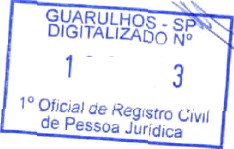 GUARULHOS - SP
DIGITALIZADO Nº
1 3
1º Oficial de Registro Civil
de Pessoa Jurídica